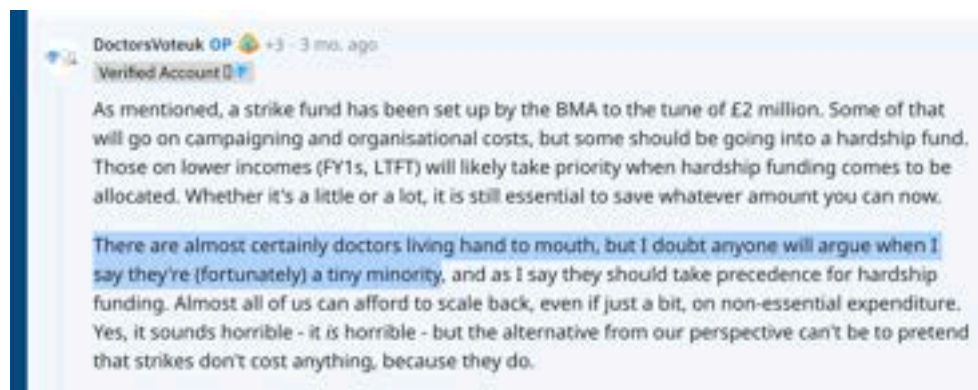 DoctorsVoteuk OP +3 · 3 mo. ago
Verified Account
As mentioned, a strike fund has been set up by the BMA to the tune of £2 million. Some of that
will go on campaigning and organisational costs, but some should be going into a hardship fund.
Those on lower incomes (FY1s, LTFT) will likely take priority when hardship funding comes to be
allocated. Whether it's a little or a lot, it is still essential to save whatever amount you can now.
There are almost certainly doctors living hand to mouth, but I doubt anyone will argue when I
say they're (fortunately) a tiny minority, and as I say they should take precedence for hardship
funding. Almost all of us can afford to scale back, even if just a bit, on non-essential expenditure.
Yes, it sounds horrible - it is horrible - but the alternative from our perspective can't be to pretend
that strikes don't cost anything, because they do.